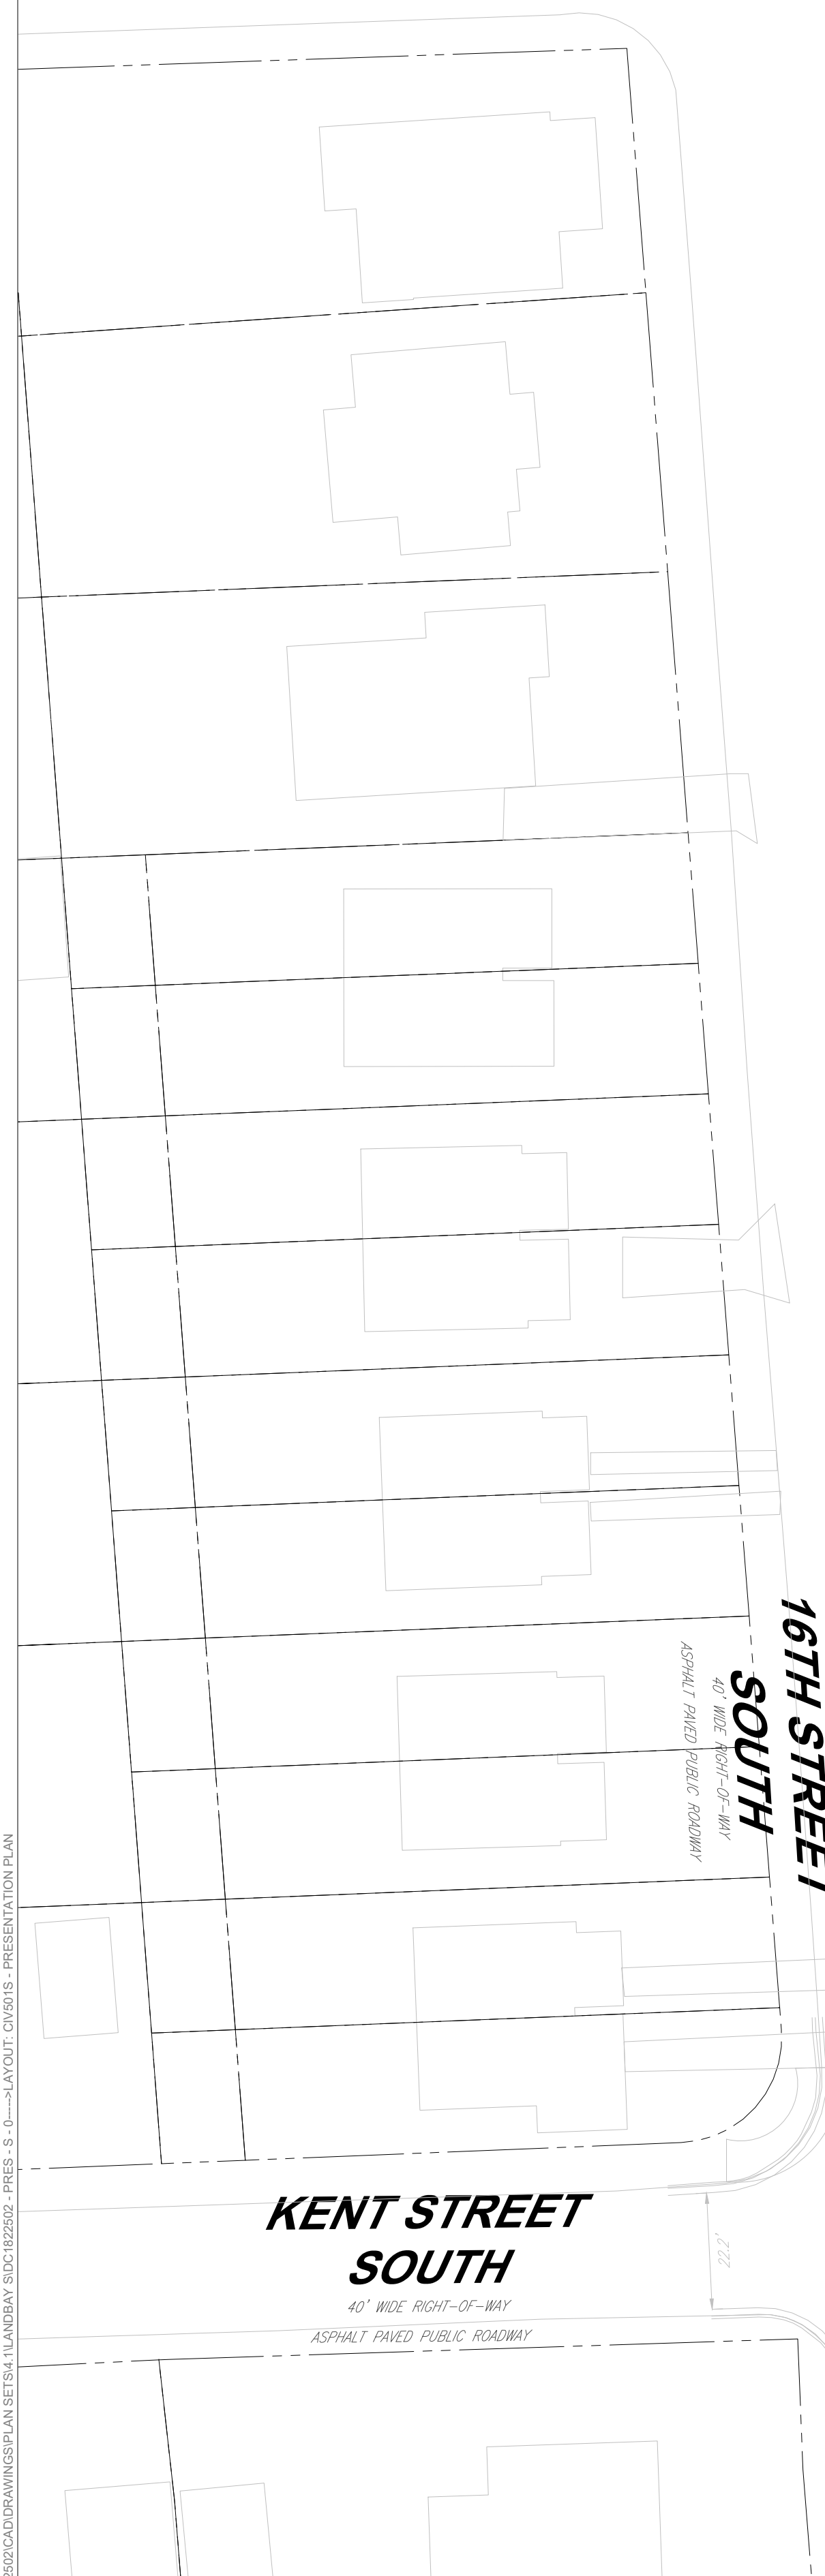 16TH STREET
SOUTH
40' WIDE RIGHT-OF-WAY
ASPHALT PAVED PUBLIC ROADWAY
KENT STREET
SOUTH
40' WIDE RIGHT-OF-WAY
ASPHALT PAVED PUBLIC ROADWAY
22.2'
2502\CAD\DRAWINGS\PLAN SETS\4.1\LANDBAY S\DC1822502 - PRES - S - 0----->LAYOUT: CIV501S - PRESENTATION PLAN